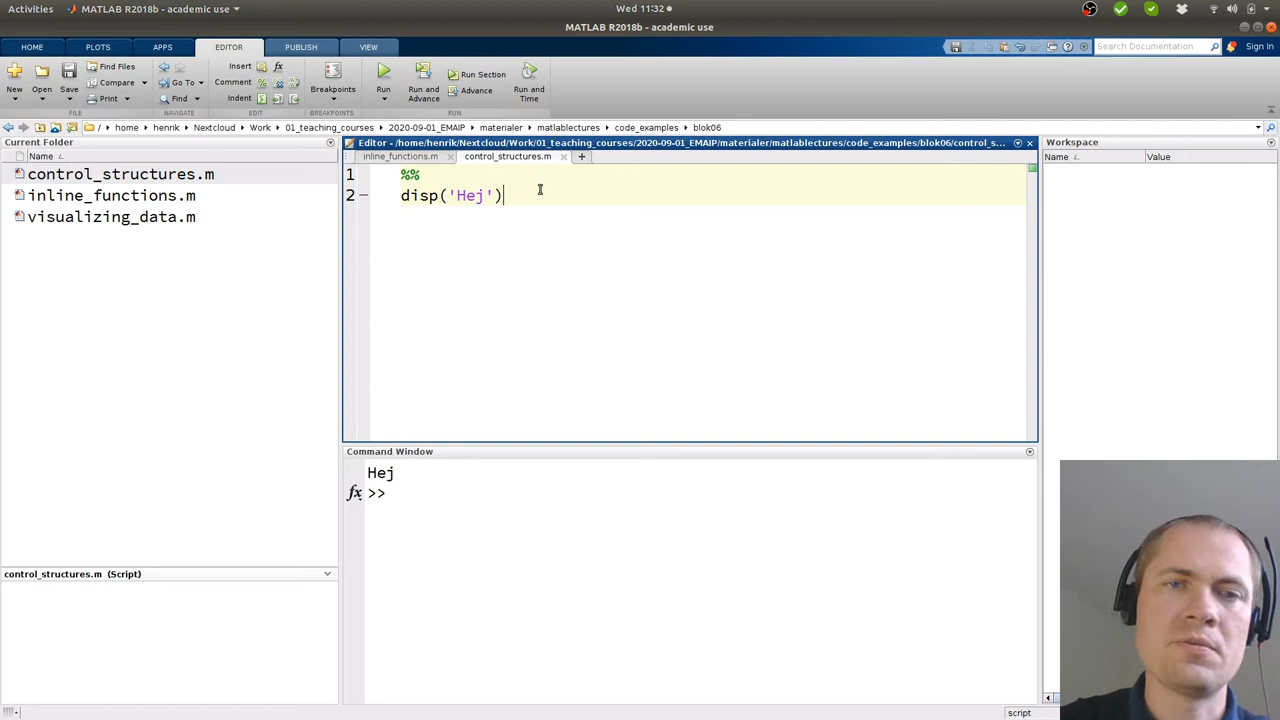 Activities MATLAB R2018b - academic use Wed 11:32
MATLAB R2018b - academic use
HOME PLOTS APPS EDITOR PUBLISH VIEW Search Documentation Sign In
New Open Save Find Files Compare Print Go To Find Insert fx Comment Indent Breakpoints Run Run and Advance Run Section Advance Run and Time
FILE NAVIGATE EDIT BREAKPOINTS RUN
/ home henrik Nextcloud Work 01_teaching_courses 2020-09-01_EMAIP materialer matlablectures code_examples blok06
Current Folder
Name
control_structures.m
inline_functions.m
visualizing_data.m
control_structures.m (Script)
Editor - /home/henrik/Nextcloud/Work/01_teaching_courses/2020-09-01_EMAIP/materialer/matlablectures/code_examples/blok06/control_s...
inline_functions.m control_structures.m +
1 %%
2 disp('Hej')
Command Window
Hej
fx >>
Workspace
Name Value
script